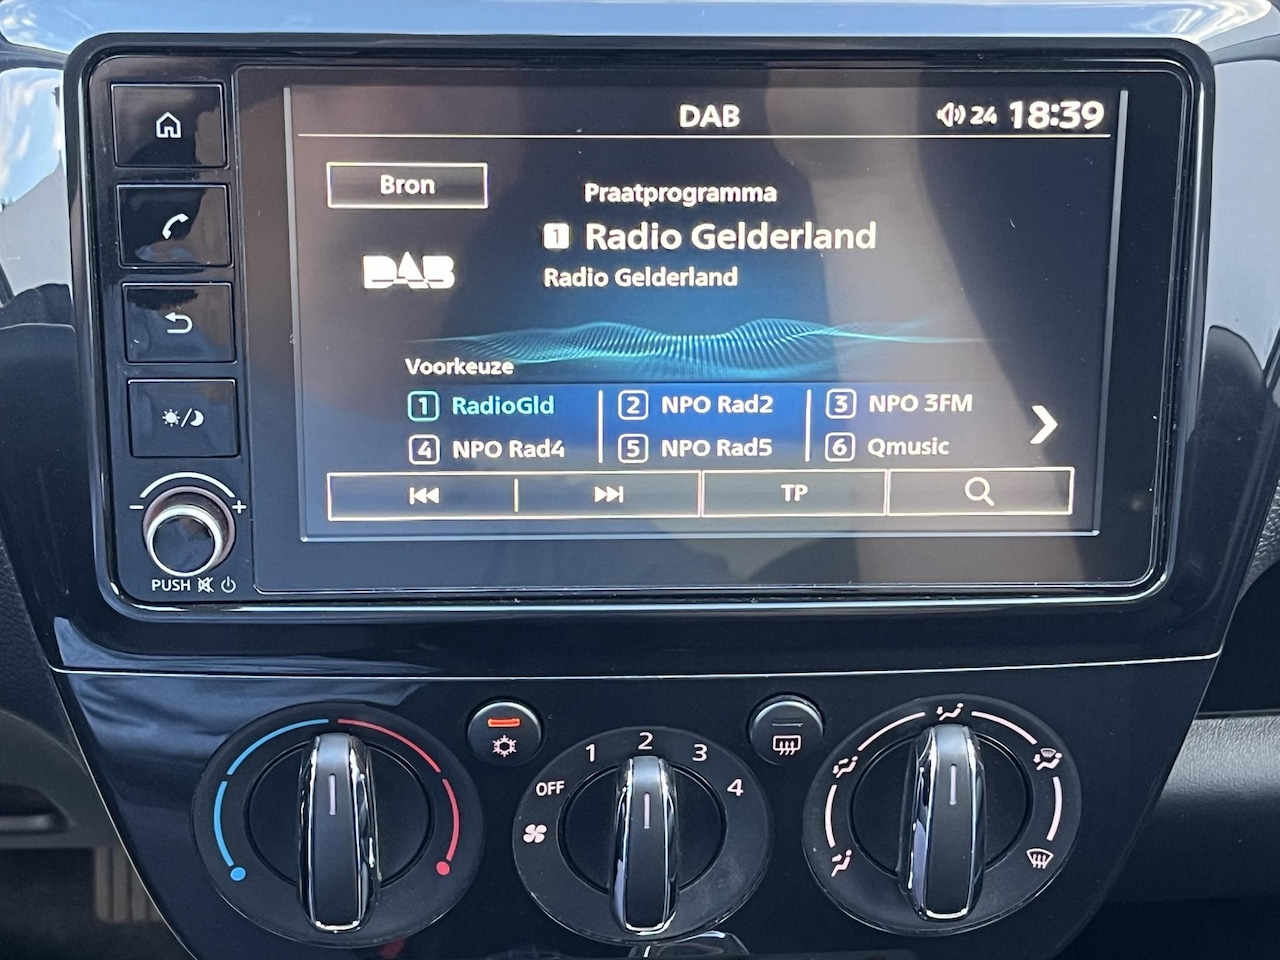 DAB 24 18:39
Bron
Praatprogramma
1 Radio Gelderland
DAB
Radio Gelderland
Voorkeuze
1 RadioGld 2 NPO Rad2 3 NPO 3FM
4 NPO Rad4 5 NPO Rad5 6 Qmusic
TP
- +
PUSH
OFF 1 2 3 4